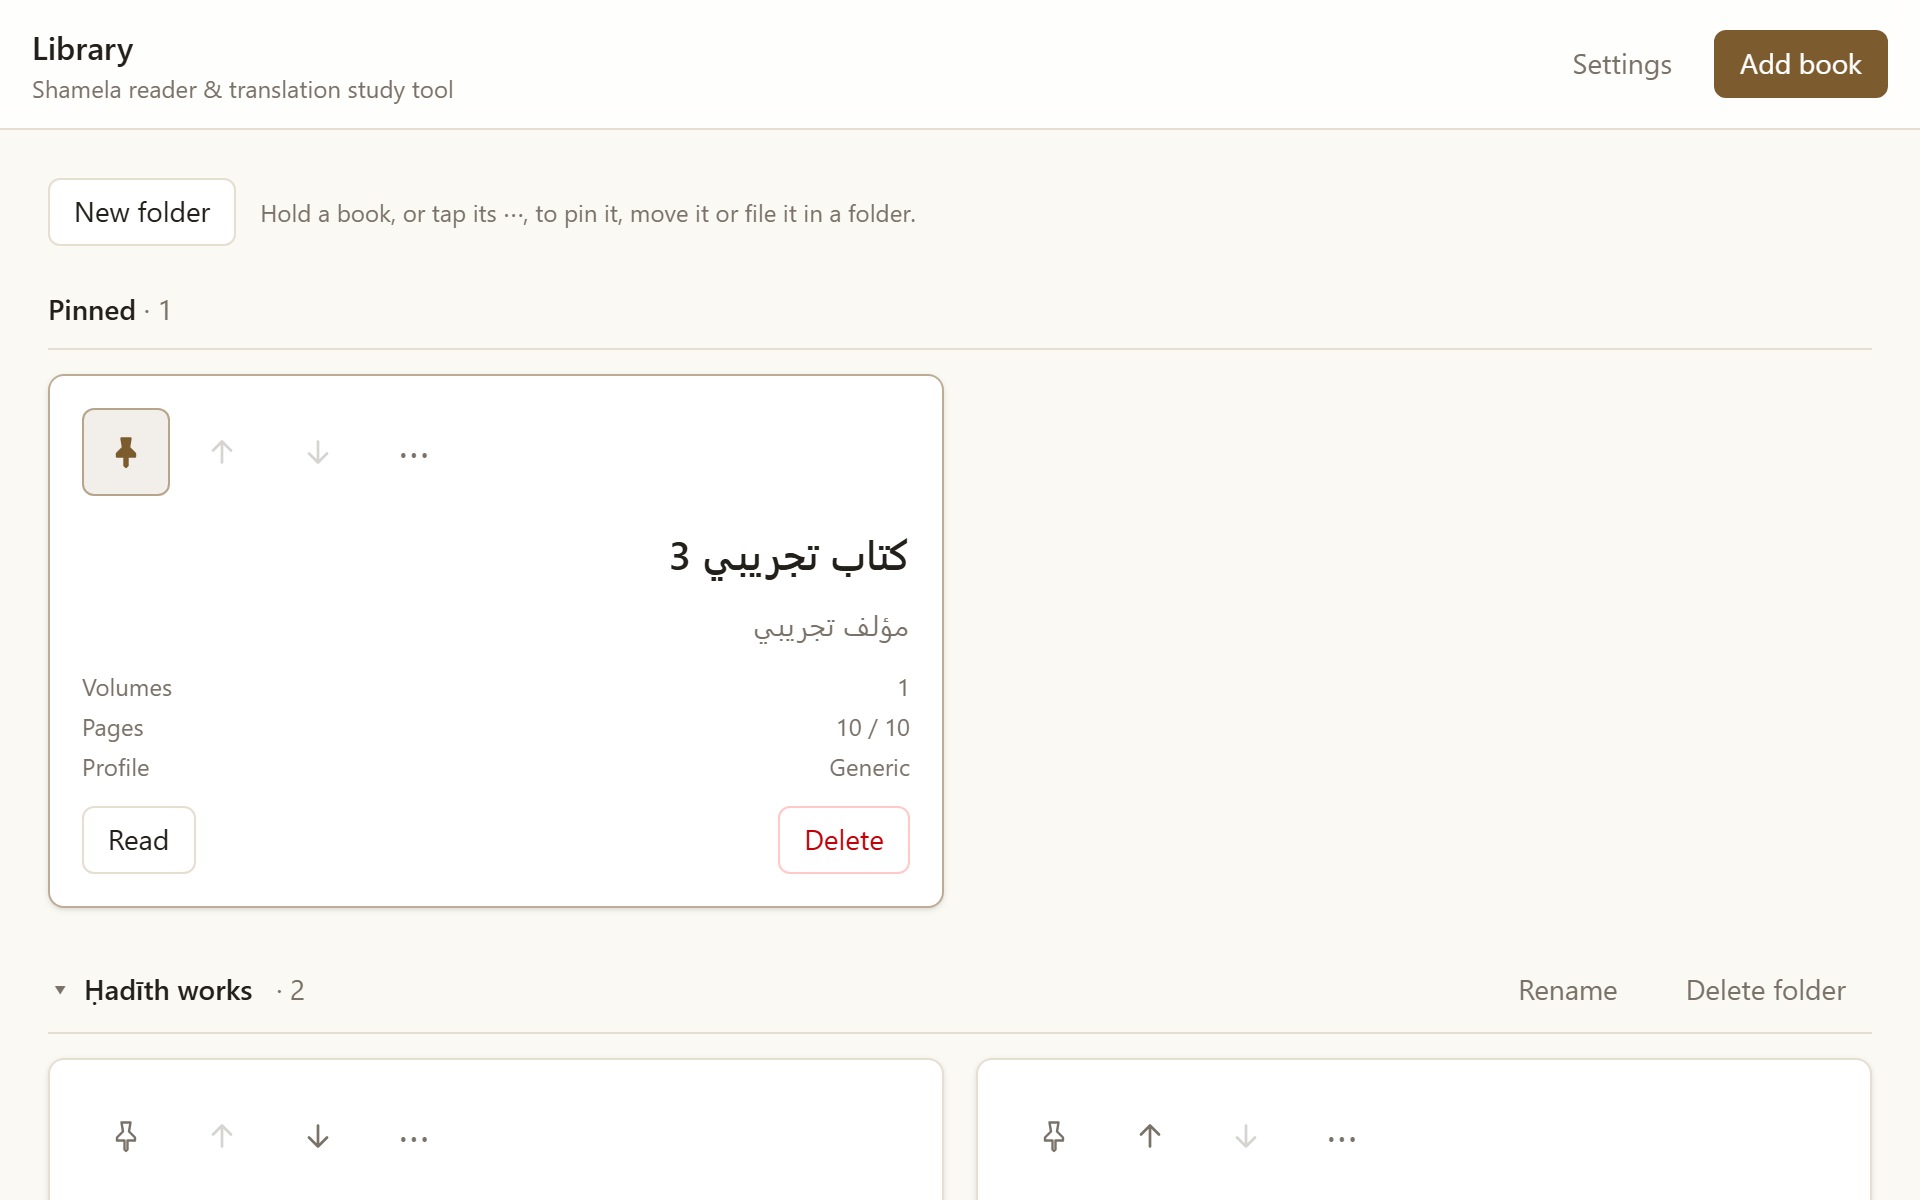 Library
Shamela reader & translation study tool
Settings
Add book
New folder
Hold a book, or tap its ···, to pin it, move it or file it in a folder.
Pinned · 1
كتاب تجريبي 3
مؤلف تجريبي
Volumes 1
Pages 10 / 10
Profile Generic
Read
Delete
Ḥadīth works · 2
Rename
Delete folder